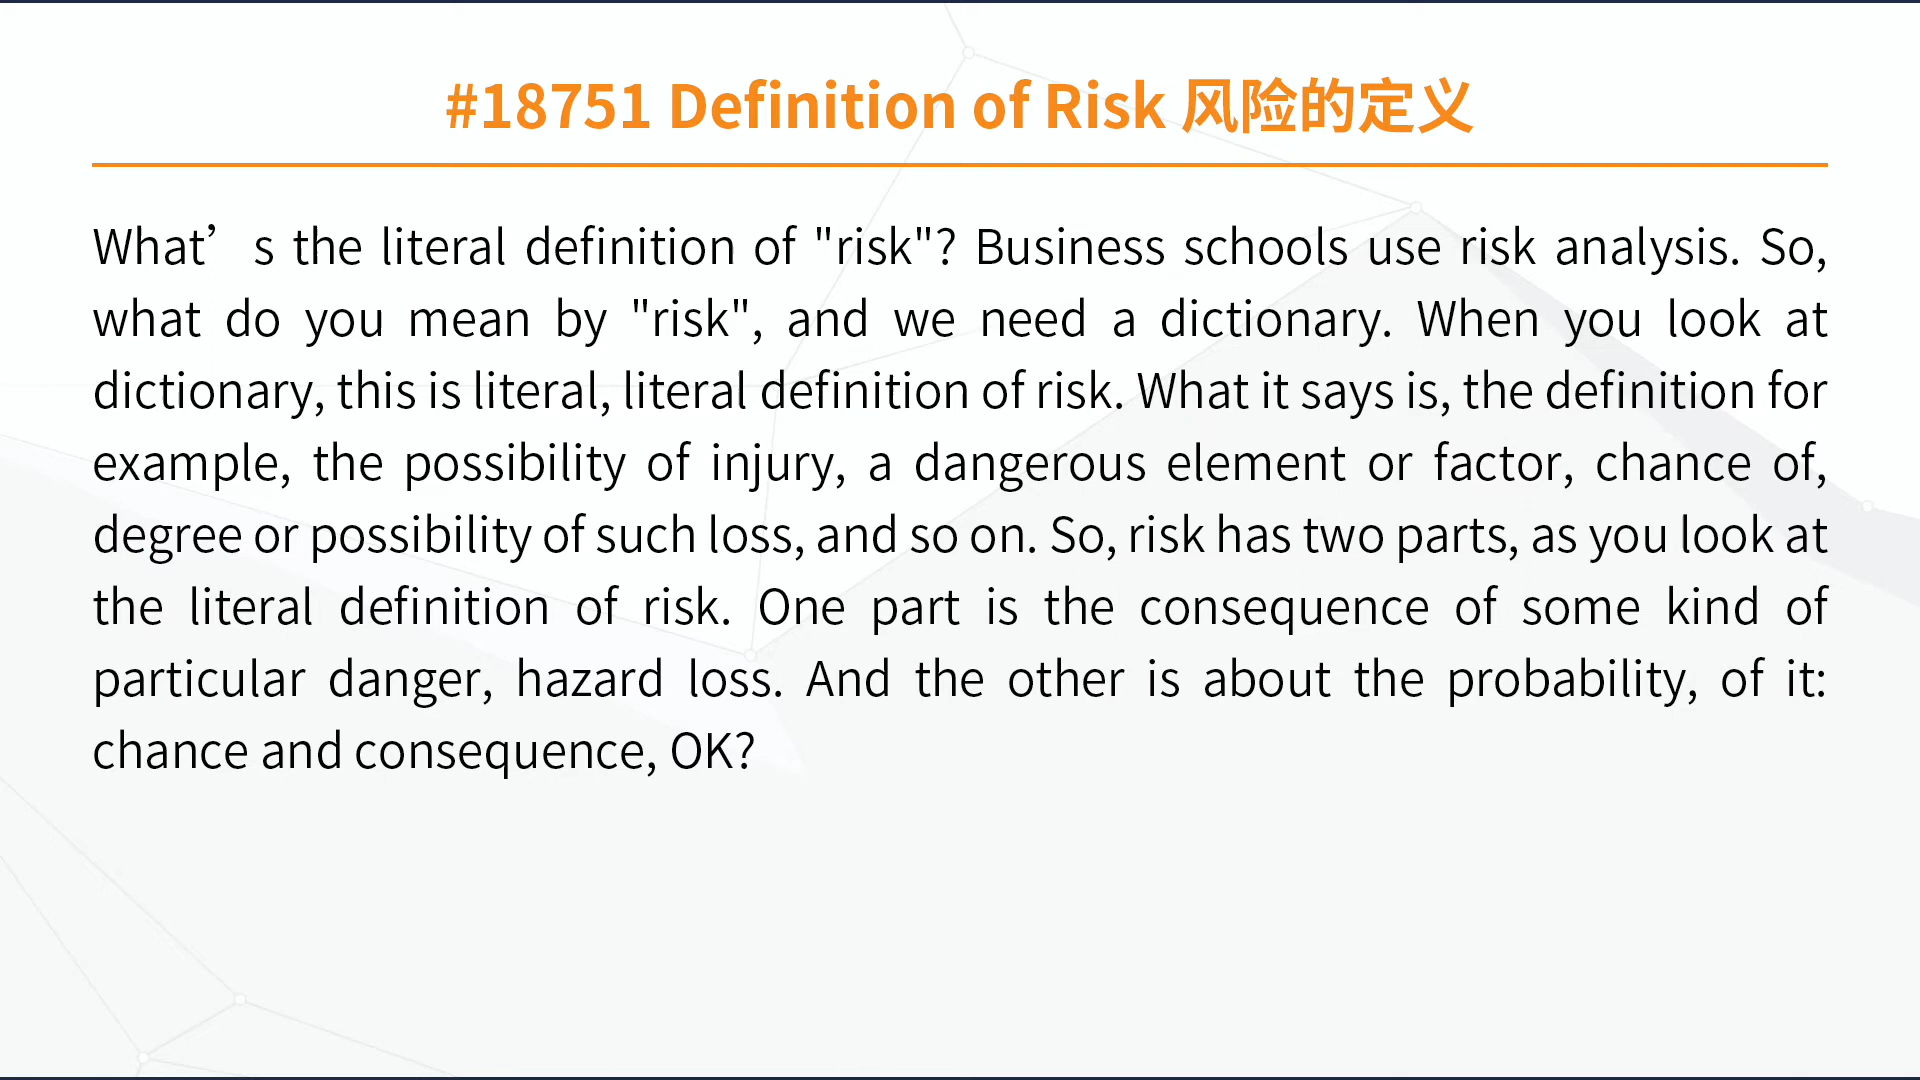 #18751 Definition of Risk 风险的定义
What’s the literal definition of "risk"? Business schools use risk analysis. So,
what do you mean by "risk", and we need a dictionary. When you look at
dictionary, this is literal, literal definition of risk. What it says is, the definition for
example, the possibility of injury, a dangerous element or factor, chance of,
degree or possibility of such loss, and so on. So, risk has two parts, as you look at
the literal definition of risk. One part is the consequence of some kind of
particular danger, hazard loss. And the other is about the probability, of it:
chance and consequence, OK?